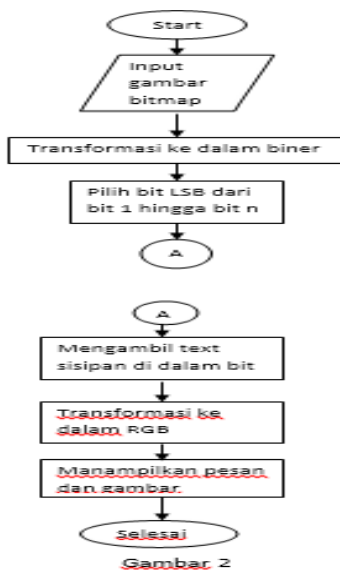 Start
Input
gambar
bitmap
Transformasi ke dalam biner
Pilih bit LSB dari
bit 1 hingga bit n
A
A
Mengambil text
sisipan di dalam bit
Transformasi ke
dalam RGB
Manampilkan pesan
dan gambar
Selesai
Gambar 2